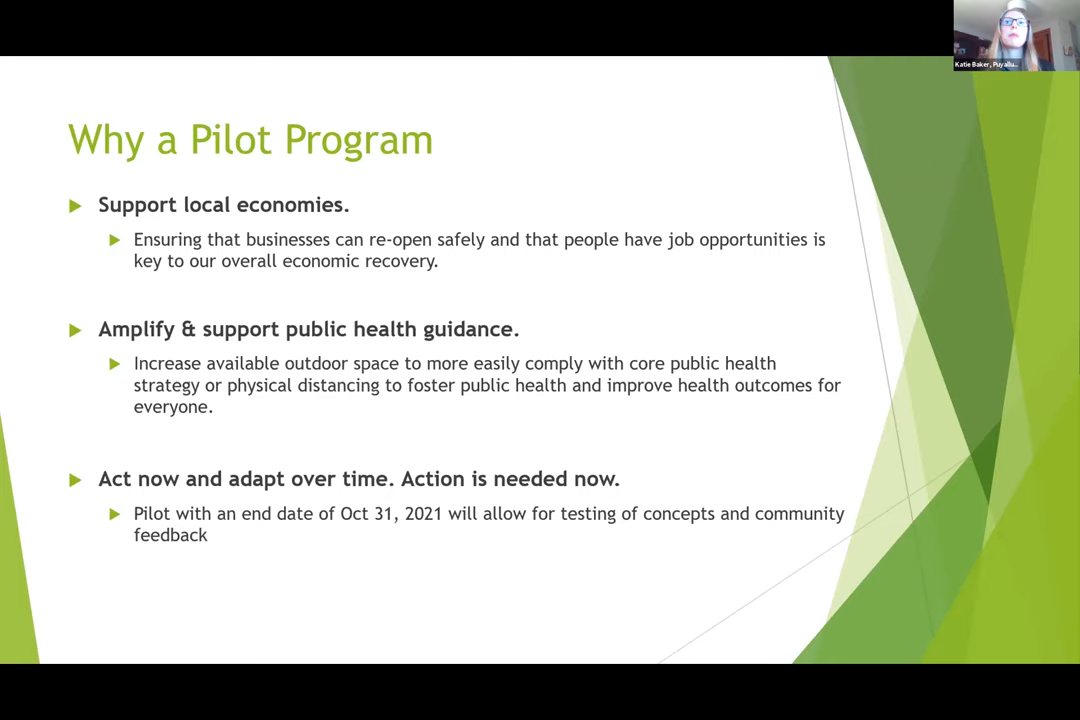 Katie Baker, Puyallu...
Why a Pilot Program
Support local economies.
Ensuring that businesses can re-open safely and that people have job opportunities is
key to our overall economic recovery.
Amplify & support public health guidance.
Increase available outdoor space to more easily comply with core public health
strategy or physical distancing to foster public health and improve health outcomes for
everyone.
Act now and adapt over time. Action is needed now.
Pilot with an end date of Oct 31, 2021 will allow for testing of concepts and community
feedback